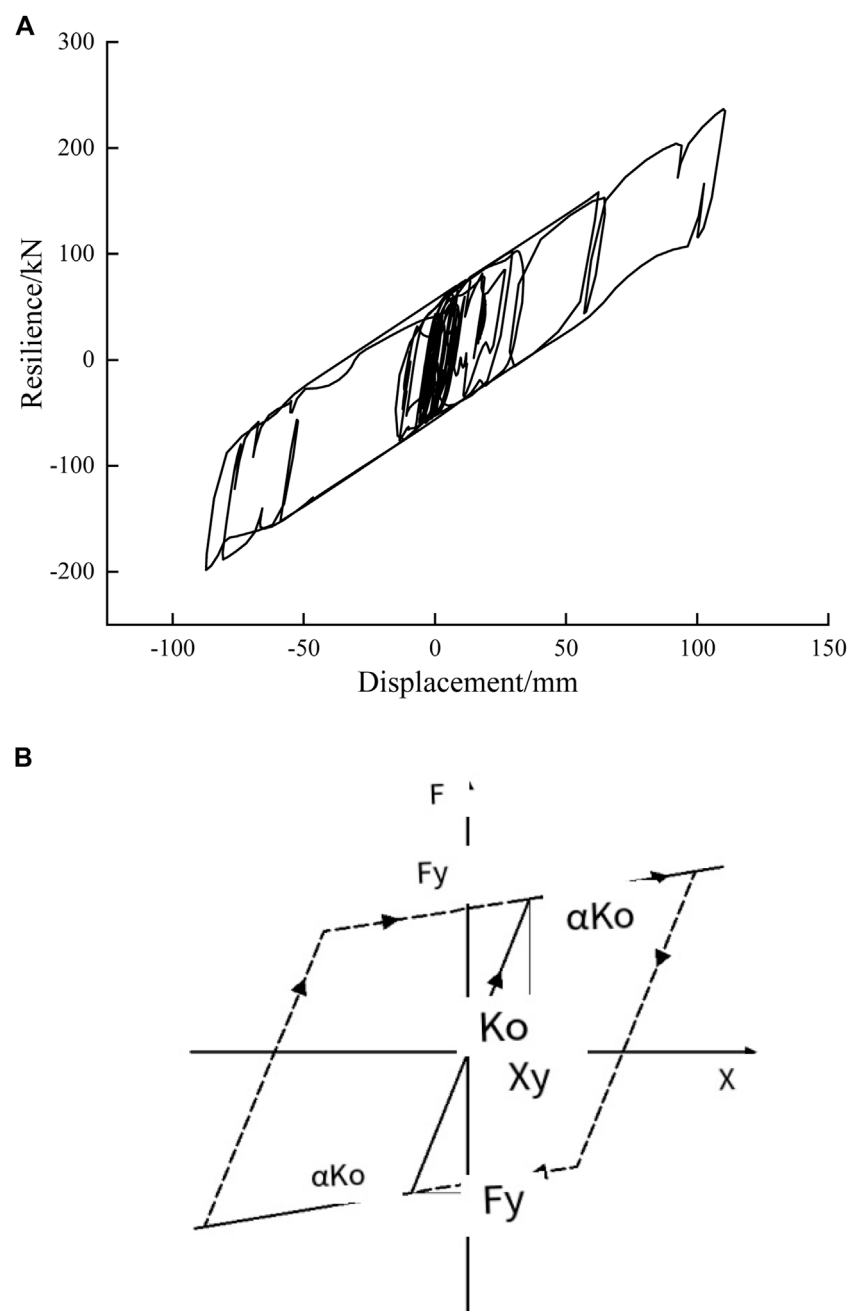 A
300
200
100
0
-100
-200
Resilience/kN
-100 -50 0 50 100 150
Displacement/mm
B
F
Fy
αKo
Ko
Xy
X
αKo
Fy